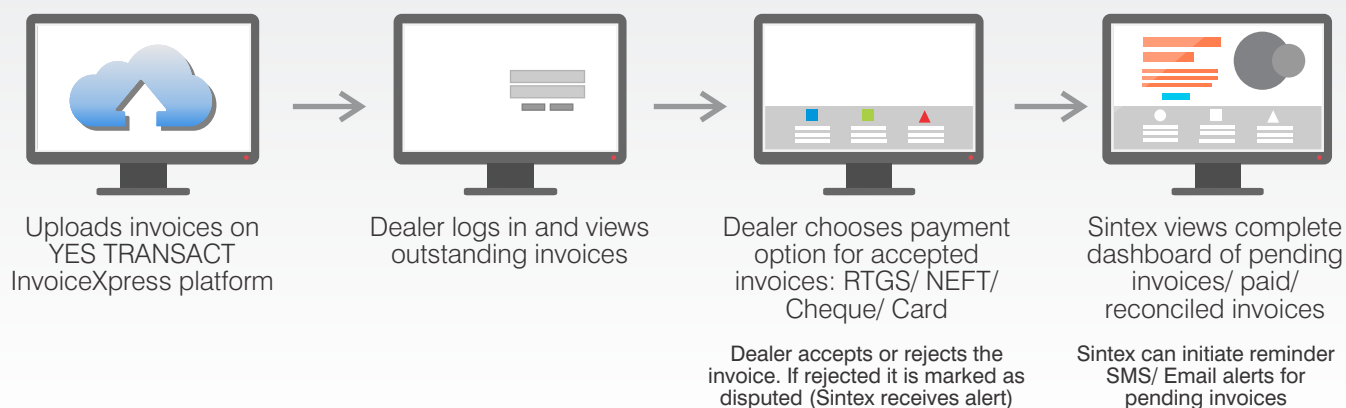 Uploads invoices on
YES TRANSACT
InvoiceXpress platform
Dealer logs in and views
outstanding invoices
Dealer chooses payment
option for accepted
invoices: RTGS/ NEFT/
Cheque/ Card
Dealer accepts or rejects the
invoice. If rejected it is marked as
disputed (Sintex receives alert)
Sintex views complete
dashboard of pending
invoices/ paid/
reconciled invoices
Sintex can initiate reminder
SMS/ Email alerts for
pending invoices